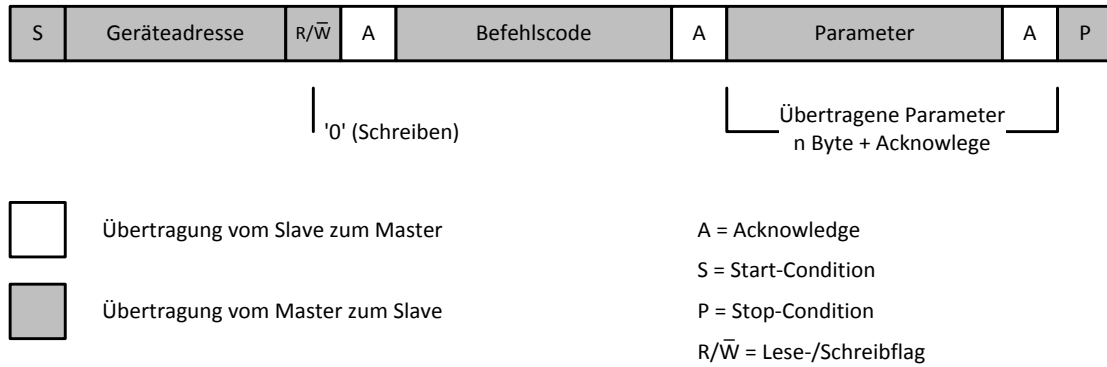 S Geräteadresse R/W̅ A Befehlscode A Parameter A P
'0' (Schreiben)
Übertragene Parameter
n Byte + Acknowlege
Übertragung vom Slave zum Master
Übertragung vom Master zum Slave
A = Acknowledge
S = Start-Condition
P = Stop-Condition
R/W̅ = Lese-/Schreibflag